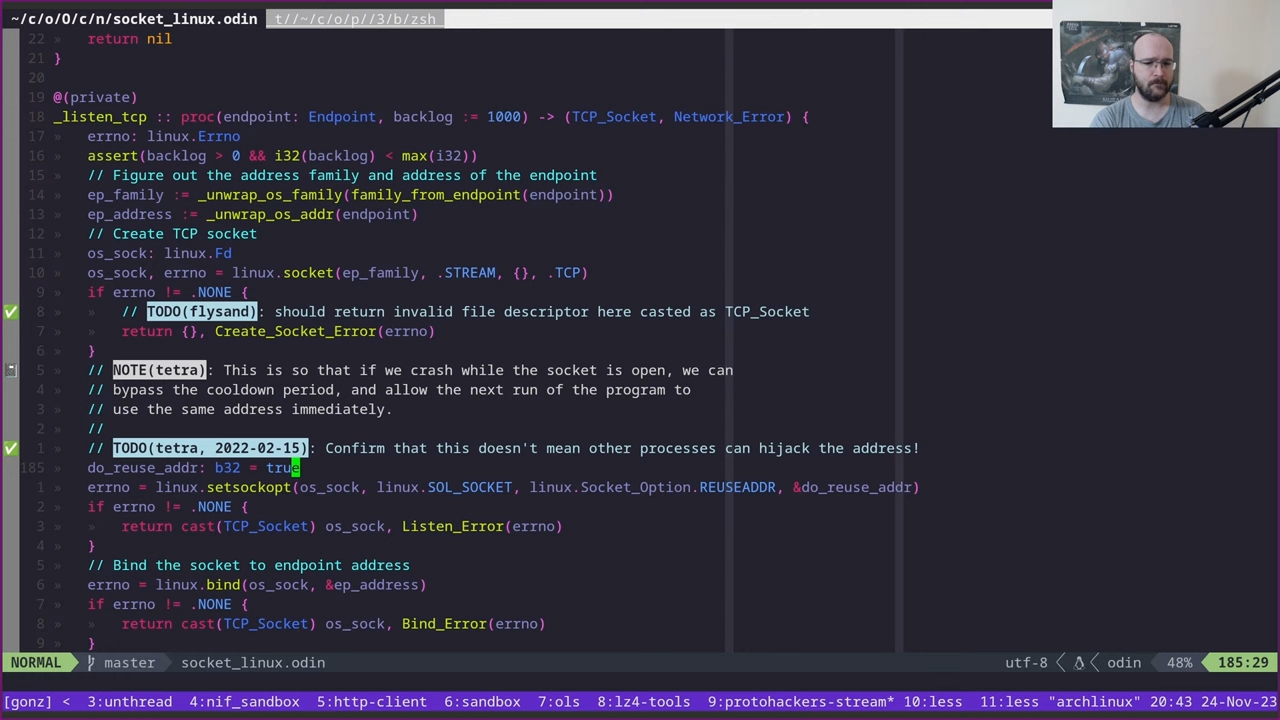 ~/c/o/O/c/n/socket_linux.odin  t//~/c/o/p//3/b/zsh
22 »   return nil
21 }
20
19 @(private)
18 _listen_tcp :: proc(endpoint: Endpoint, backlog := 1000) -> (TCP_Socket, Network_Error) {
17 »   errno: linux.Errno
16 »   assert(backlog > 0 && i32(backlog) < max(i32))
15 »   // Figure out the address family and address of the endpoint
14 »   ep_family := _unwrap_os_family(family_from_endpoint(endpoint))
13 »   ep_address := _unwrap_os_addr(endpoint)
12 »   // Create TCP socket
11 »   os_sock: linux.Fd
10 »   os_sock, errno = linux.socket(ep_family, .STREAM, {}, .TCP)
9 »   if errno != .NONE {
8 »   »   // TODO(flysand): should return invalid file descriptor here casted as TCP_Socket
7 »   »   return {}, Create_Socket_Error(errno)
6 »   }
5 »   // NOTE(tetra): This is so that if we crash while the socket is open, we can
4 »   // bypass the cooldown period, and allow the next run of the program to
3 »   // use the same address immediately.
2 »   //
1 »   // TODO(tetra, 2022-02-15): Confirm that this doesn't mean other processes can hijack the address!
185 »   do_reuse_addr: b32 = true
1 »   errno = linux.setsockopt(os_sock, linux.SOL_SOCKET, linux.Socket_Option.REUSEADDR, &do_reuse_addr)
2 »   if errno != .NONE {
3 »   »   return cast(TCP_Socket) os_sock, Listen_Error(errno)
4 »   }
5 »   // Bind the socket to endpoint address
6 »   errno = linux.bind(os_sock, &ep_address)
7 »   if errno != .NONE {
8 »   »   return cast(TCP_Socket) os_sock, Bind_Error(errno)
9 »   }
NORMAL  master  socket_linux.odin  utf-8  odin  48%  185:29
[gonz] <  3:unthread  4:nif_sandbox  5:http-client  6:sandbox  7:ols  8:lz4-tools  9:protohackers-stream* 10:less  11:less "archlinux" 20:43 24-Nov-23